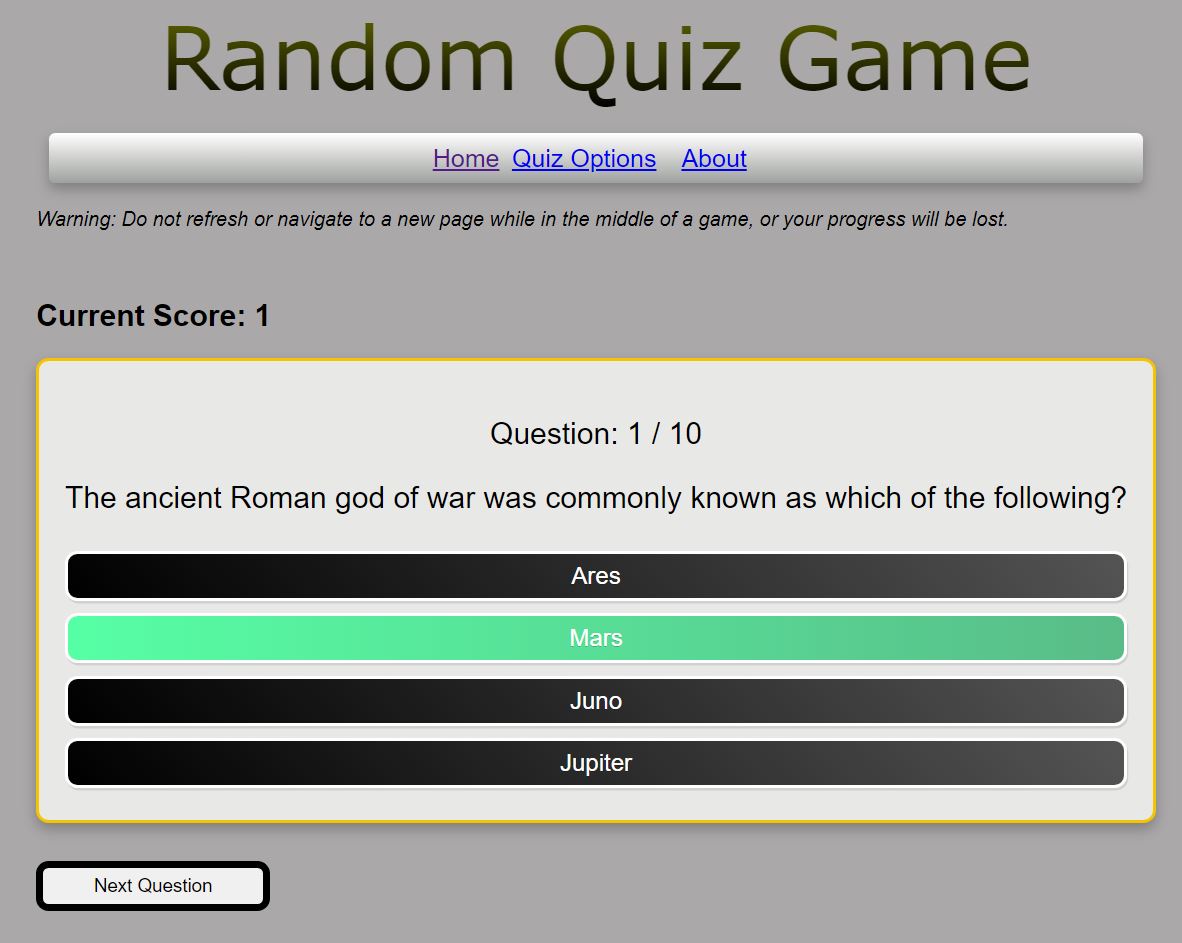 Random Quiz Game
Home Quiz Options About
Warning: Do not refresh or navigate to a new page while in the middle of a game, or your progress will be lost.
Current Score: 1
Question: 1 / 10
The ancient Roman god of war was commonly known as which of the following?
Ares
Mars
Juno
Jupiter
Next Question